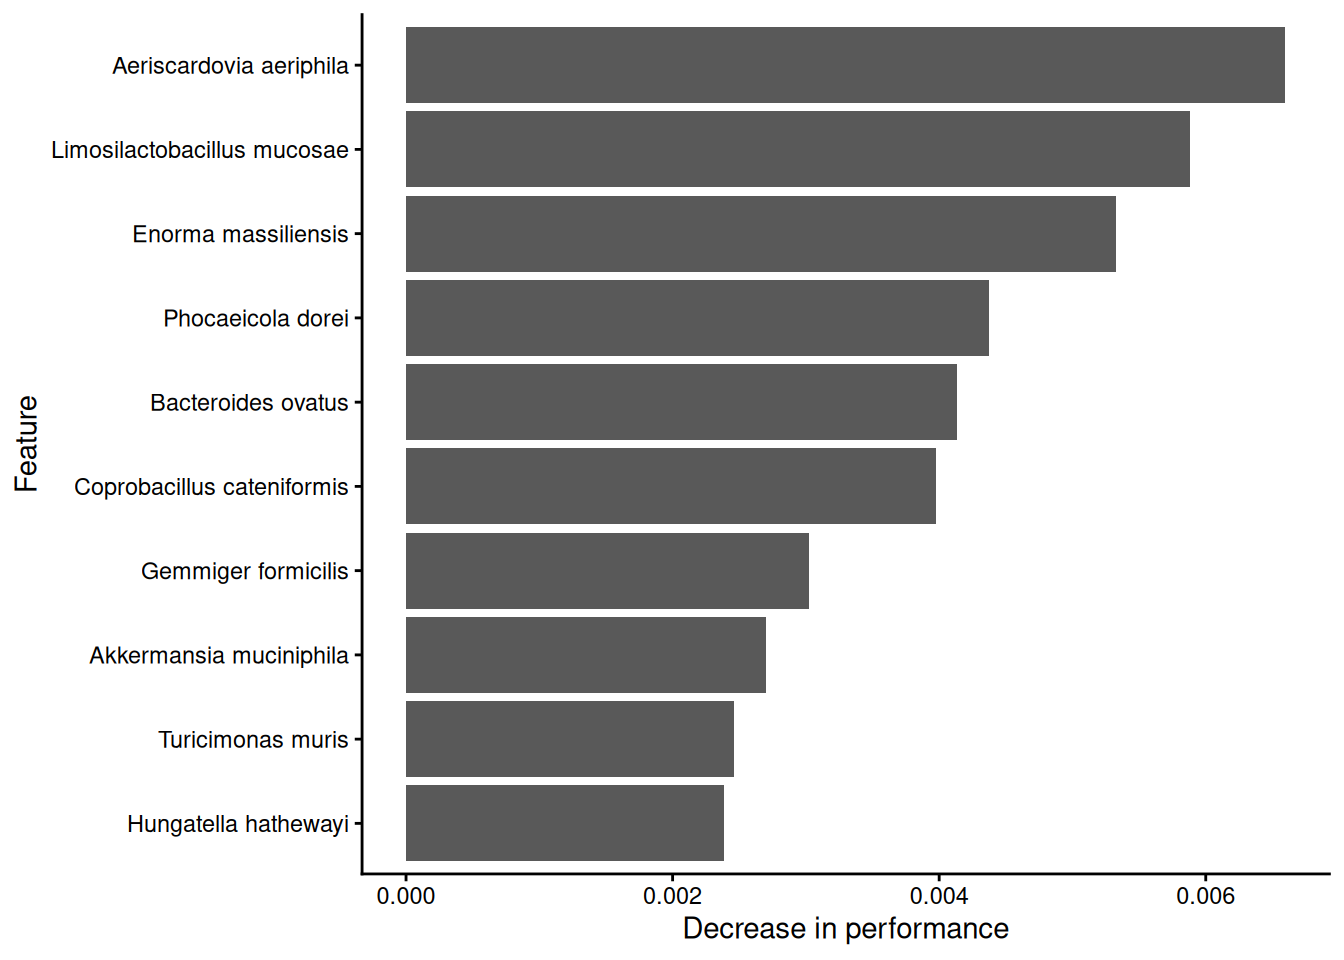 Aeriscardovia aeriphila
Limosilactobacillus mucosae
Enorma massiliensis
Phocaeicola dorei
Bacteroides ovatus
Coprobacillus cateniformis
Gemmiger formicilis
Akkermansia muciniphila
Turicimonas muris
Hungatella hathewayi
Feature
0.000 0.002 0.004 0.006
Decrease in performance